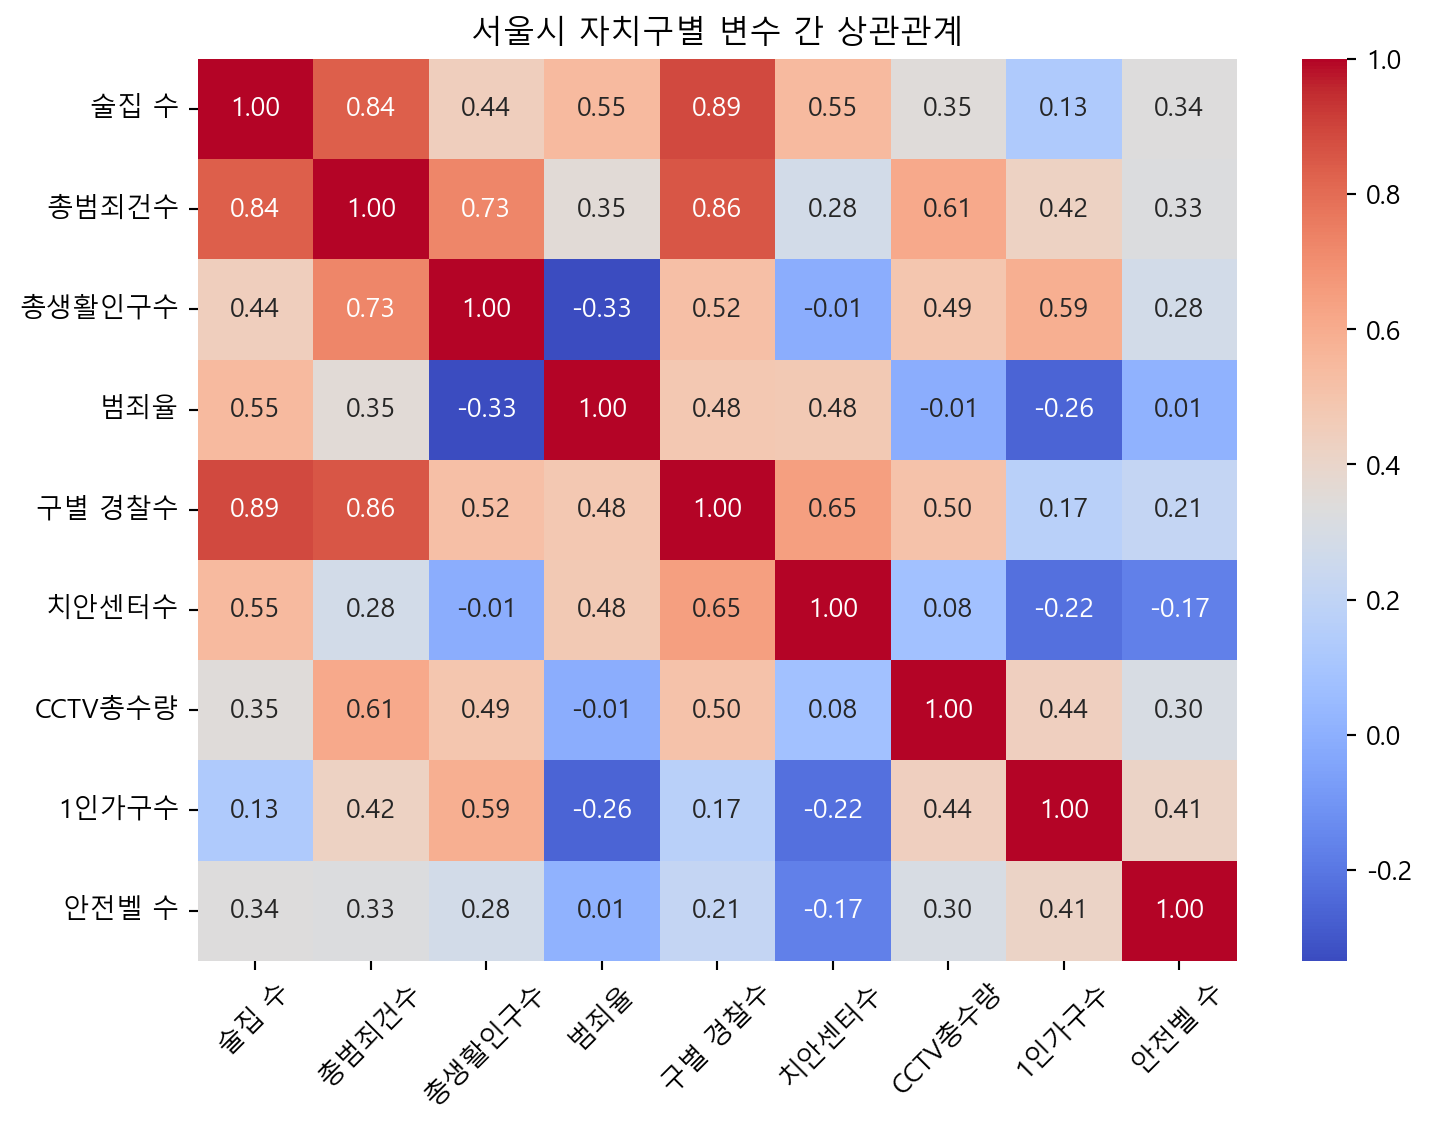 서울시 자치구별 변수 간 상관관계
술집 수 1.00 0.84 0.44 0.55 0.89 0.55 0.35 0.13 0.34
총범죄건수 0.84 1.00 0.73 0.35 0.86 0.28 0.61 0.42 0.33
총생활인구수 0.44 0.73 1.00 -0.33 0.52 -0.01 0.49 0.59 0.28
범죄율 0.55 0.35 -0.33 1.00 0.48 0.48 -0.01 -0.26 0.01
구별 경찰수 0.89 0.86 0.52 0.48 1.00 0.65 0.50 0.17 0.21
치안센터수 0.55 0.28 -0.01 0.48 0.65 1.00 0.08 -0.22 -0.17
CCTV총수량 0.35 0.61 0.49 -0.01 0.50 0.08 1.00 0.44 0.30
1인가구수 0.13 0.42 0.59 -0.26 0.17 -0.22 0.44 1.00 0.41
안전벨 수 0.34 0.33 0.28 0.01 0.21 -0.17 0.30 0.41 1.00
술집 수 총범죄건수 총생활인구수 범죄율 구별 경찰수 치안센터수 CCTV총수량 1인가구수 안전벨 수
1.0
0.8
0.6
0.4
0.2
0.0
-0.2